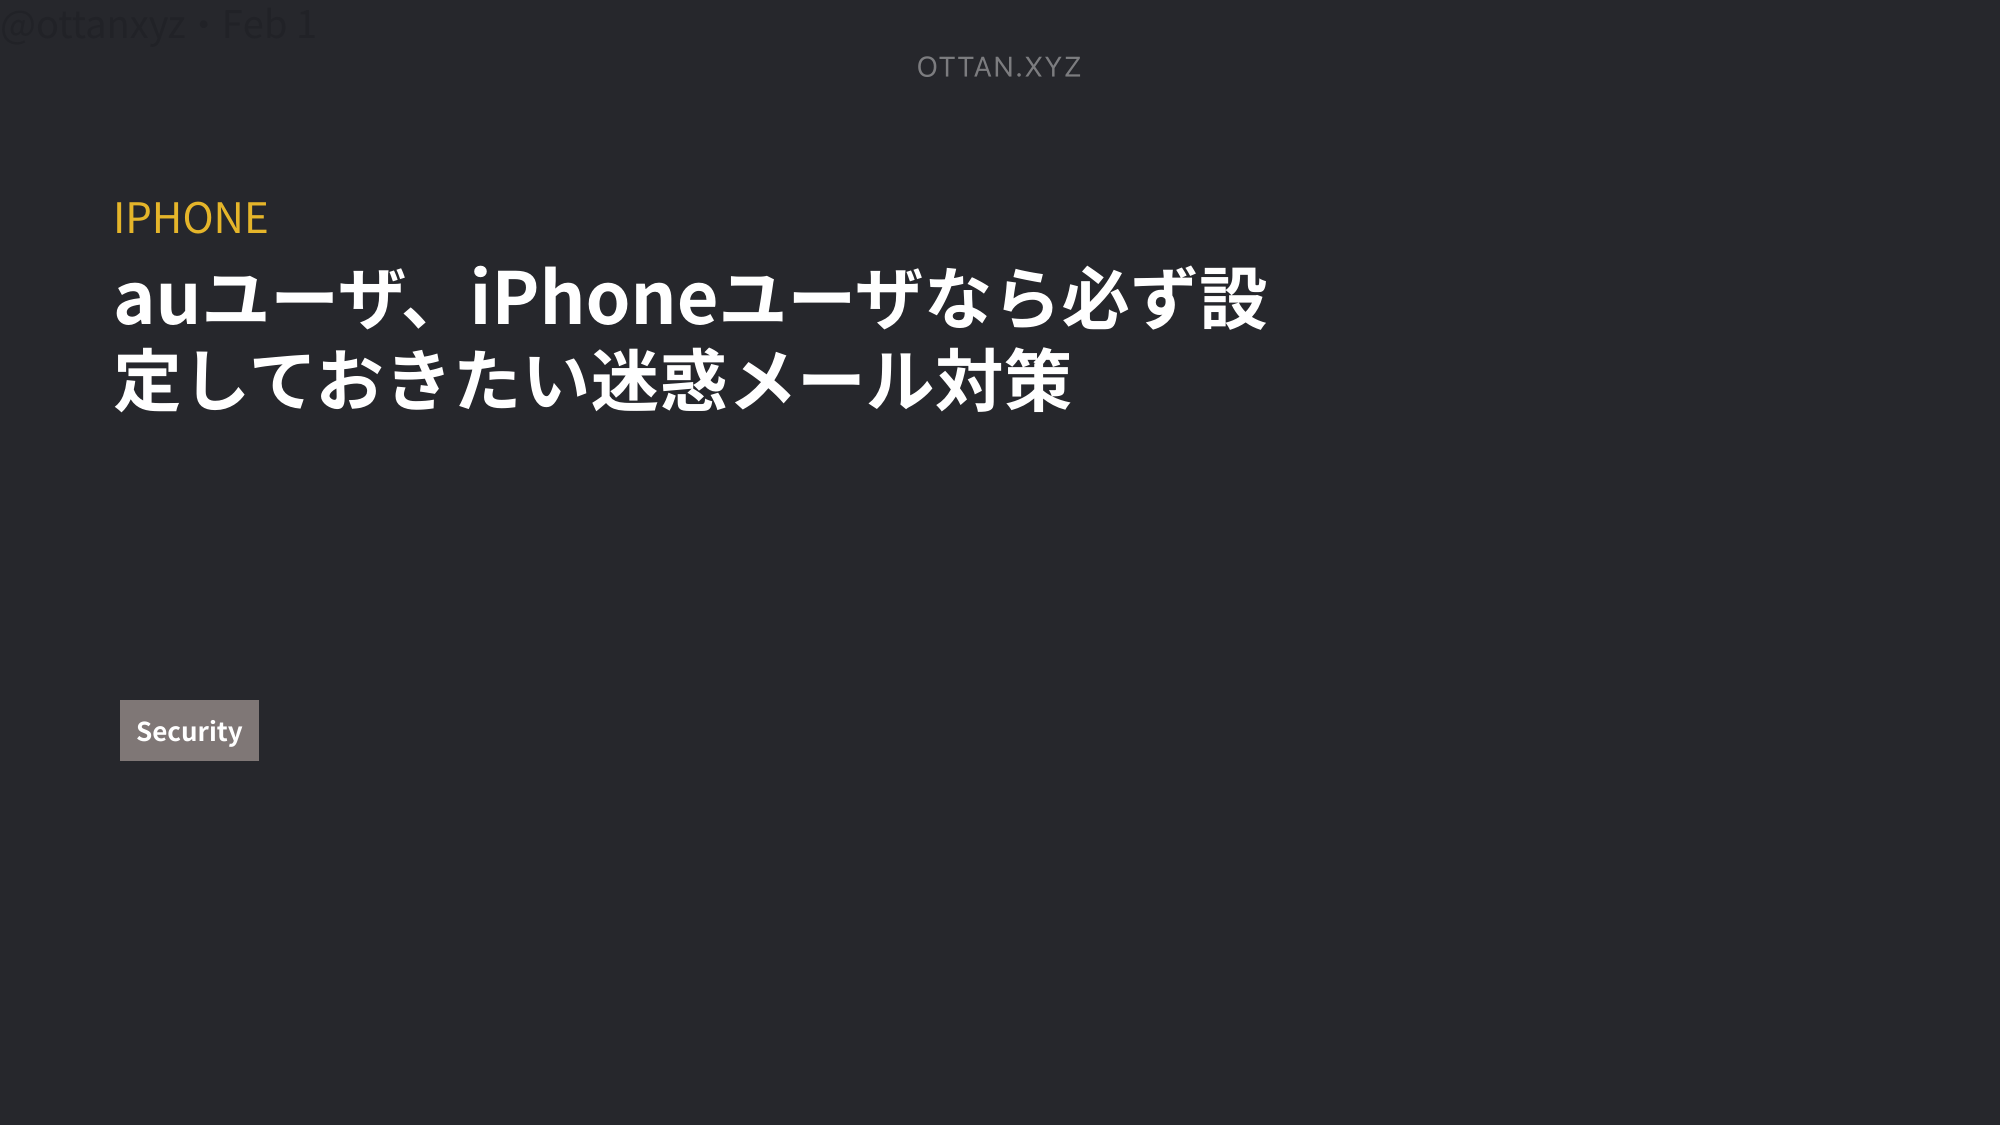 @ottanxyz・Feb 1
OTTAN.XYZ
IPHONE
auユーザ、iPhoneユーザなら必ず設
定しておきたい迷惑メール対策
Security